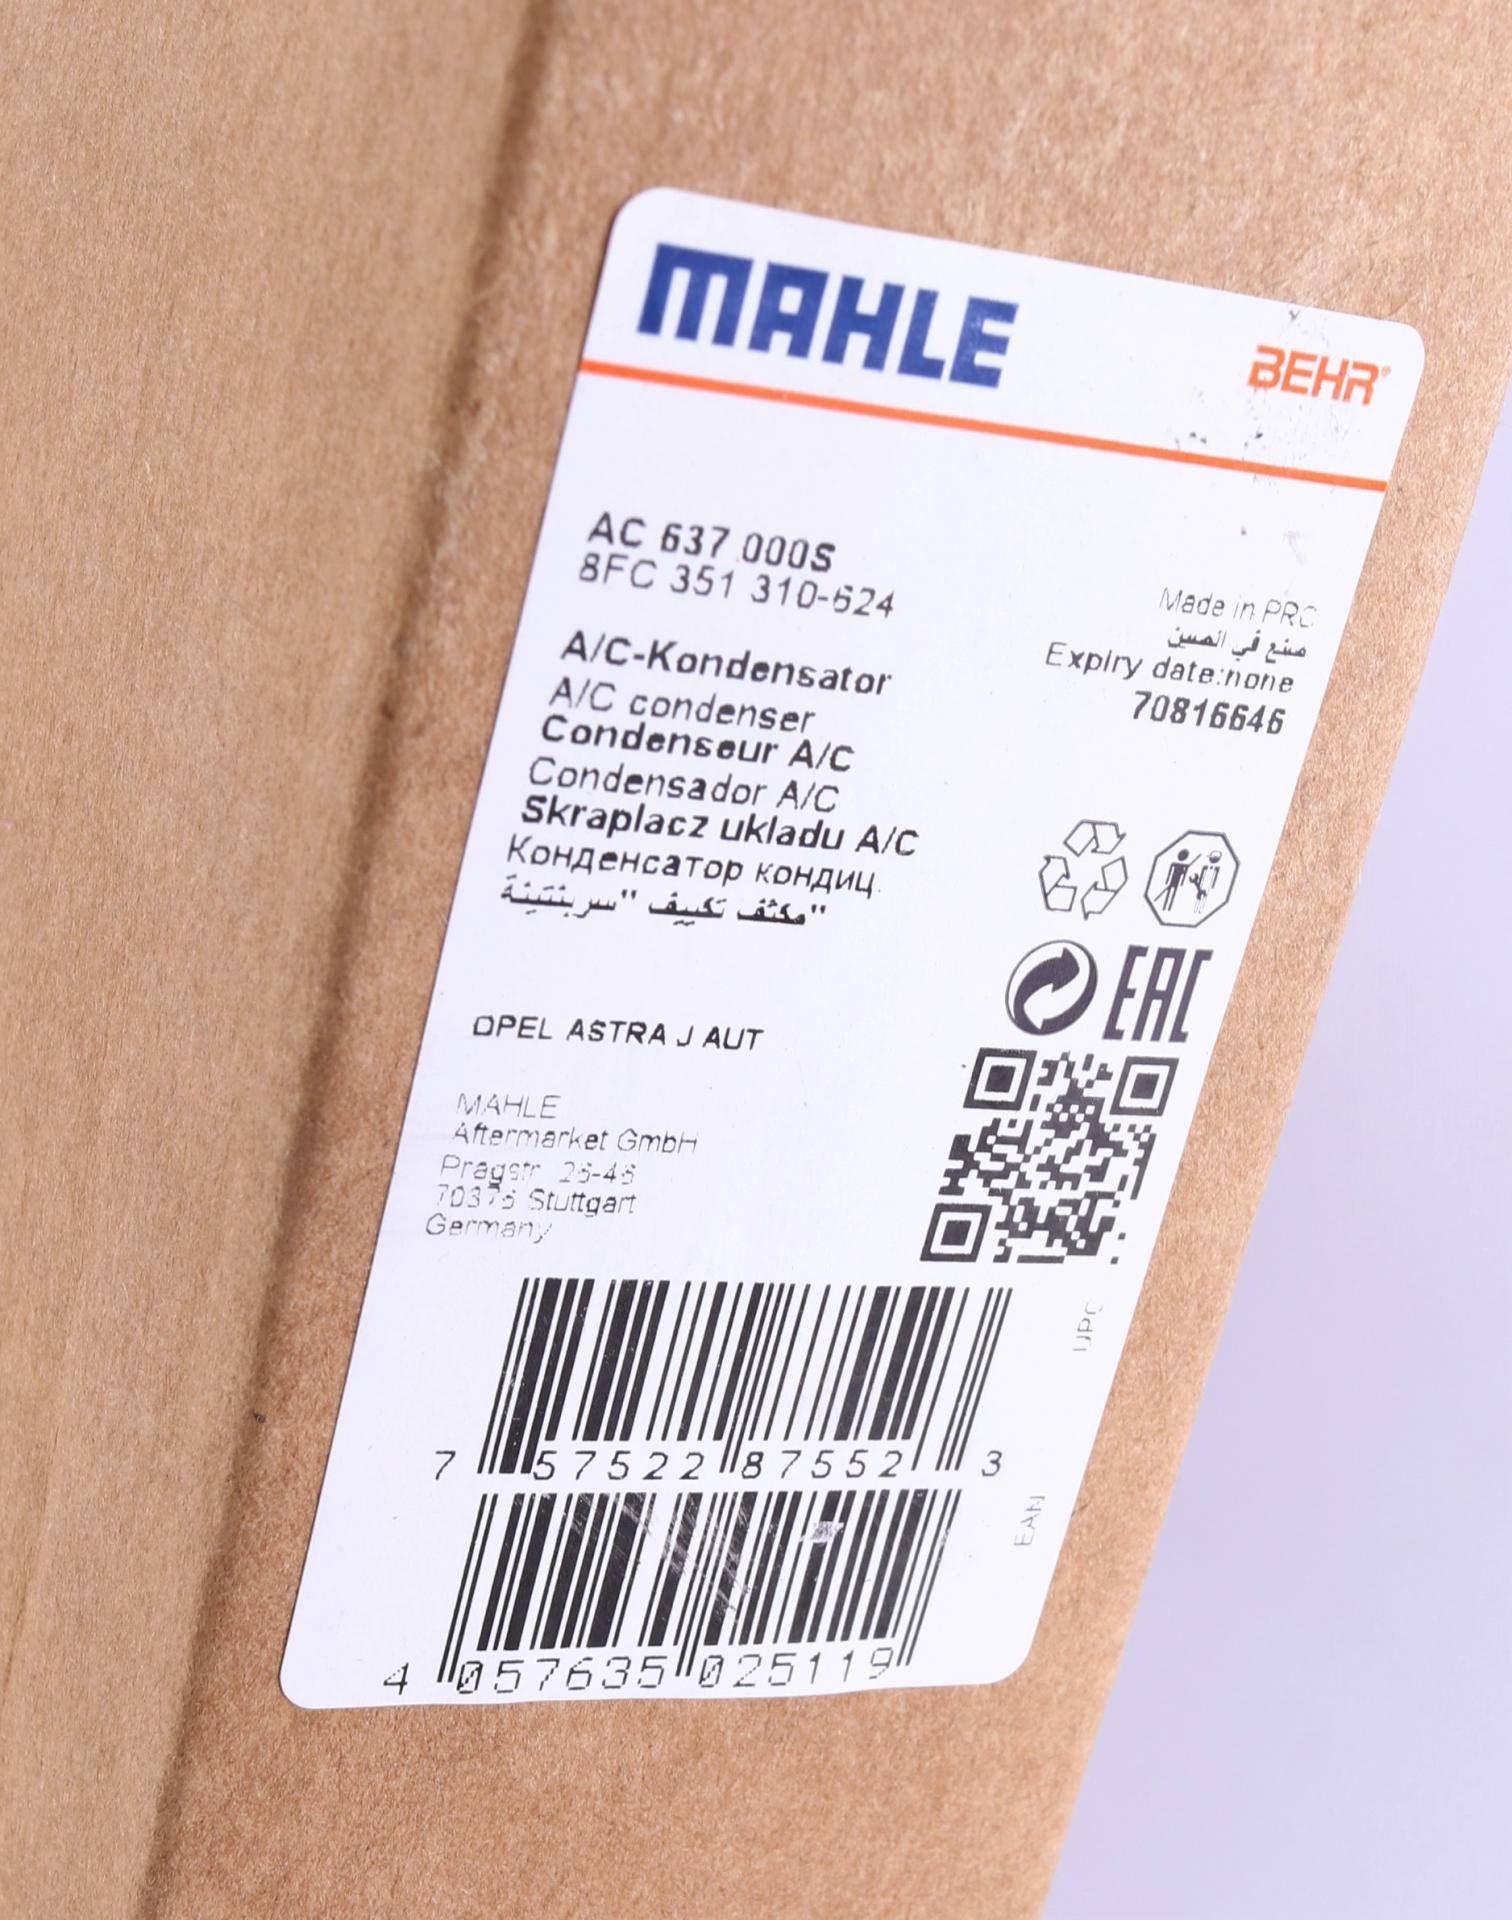 MAHLE
BEHR®
AC 637 000S
8FC 351 310-624
Made in PRC
صنع في الصين
Expiry date:none
70816646
A/C-Kondensator
A/C condenser
Condenseur A/C
Condensador A/C
Skraplacz ukladu A/C
Конденсатор кондиц.
"مكثف تكييف "سربنتينة
EAC
OPEL ASTRA J AUT
MAHLE
Aftermarket GmbH
Pragstr. 26-46
70376 Stuttgart
Germany
UPC
7 57522 87552 3
EAN
4 057635 025119